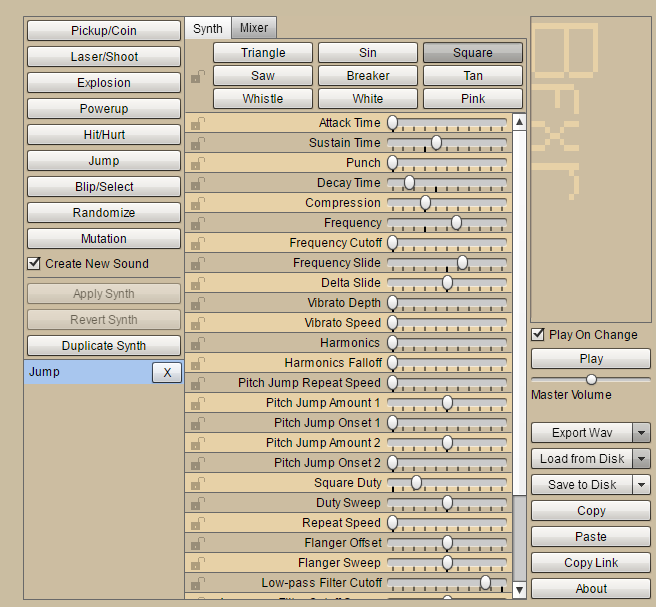 Pickup/Coin
Laser/Shoot
Explosion
Powerup
Hit/Hurt
Jump
Blip/Select
Randomize
Mutation
Create New Sound
Apply Synth
Revert Synth
Duplicate Synth
Jump X
Synth Mixer
Triangle Sin Square
Saw Breaker Tan
Whistle White Pink
Attack Time
Sustain Time
Punch
Decay Time
Compression
Frequency
Frequency Cutoff
Frequency Slide
Delta Slide
Vibrato Depth
Vibrato Speed
Harmonics
Harmonics Falloff
Pitch Jump Repeat Speed
Pitch Jump Amount 1
Pitch Jump Onset 1
Pitch Jump Amount 2
Pitch Jump Onset 2
Square Duty
Duty Sweep
Repeat Speed
Flanger Offset
Flanger Sweep
Low-pass Filter Cutoff
Bfxr
Play On Change
Play
Master Volume
Export Wav
Load from Disk
Save to Disk
Copy
Paste
Copy Link
About